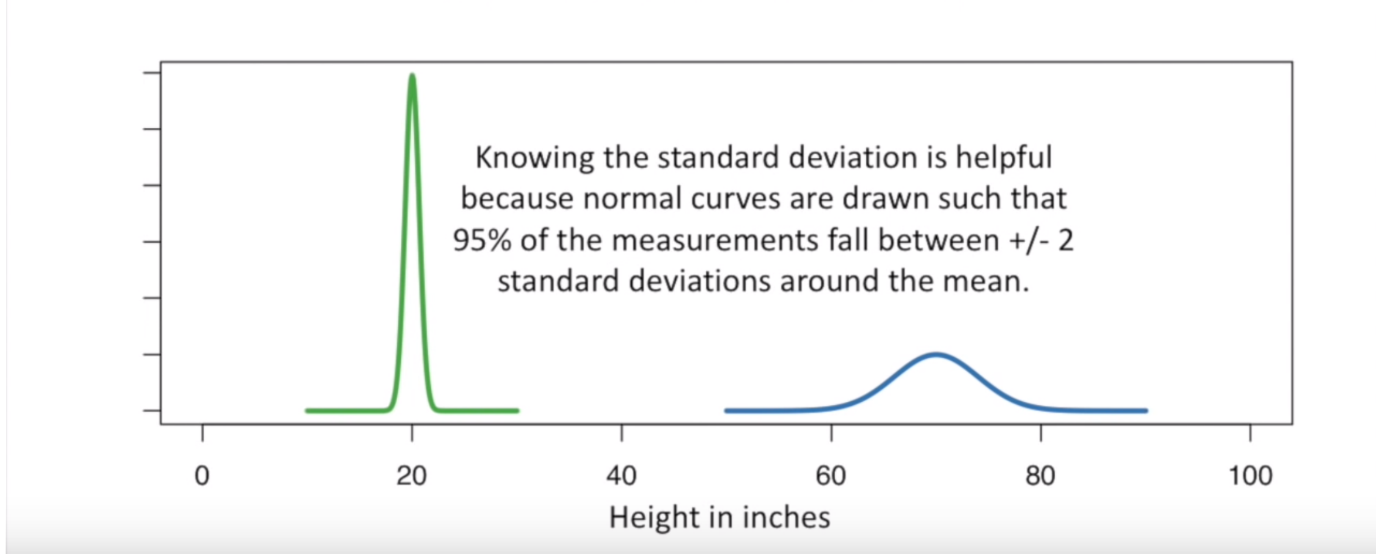 Knowing the standard deviation is helpful
because normal curves are drawn such that
95% of the measurements fall between +/- 2
standard deviations around the mean.
0 20 40 60 80 100
Height in inches